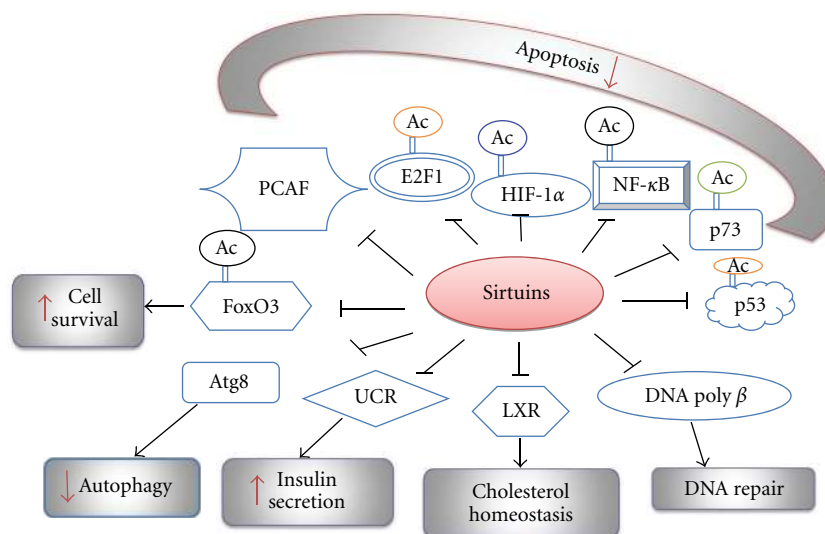 Apoptosis ↓
Ac
Ac
Ac
Ac
PCAF
E2F1
HIF-1α
NF-κB
p73
Ac
Ac
↑ Cell
survival
FoxO3
Sirtuins
p53
Atg8
UCR
LXR
DNA poly β
↓ Autophagy
↑ Insulin
secretion
Cholesterol
homeostasis
DNA repair